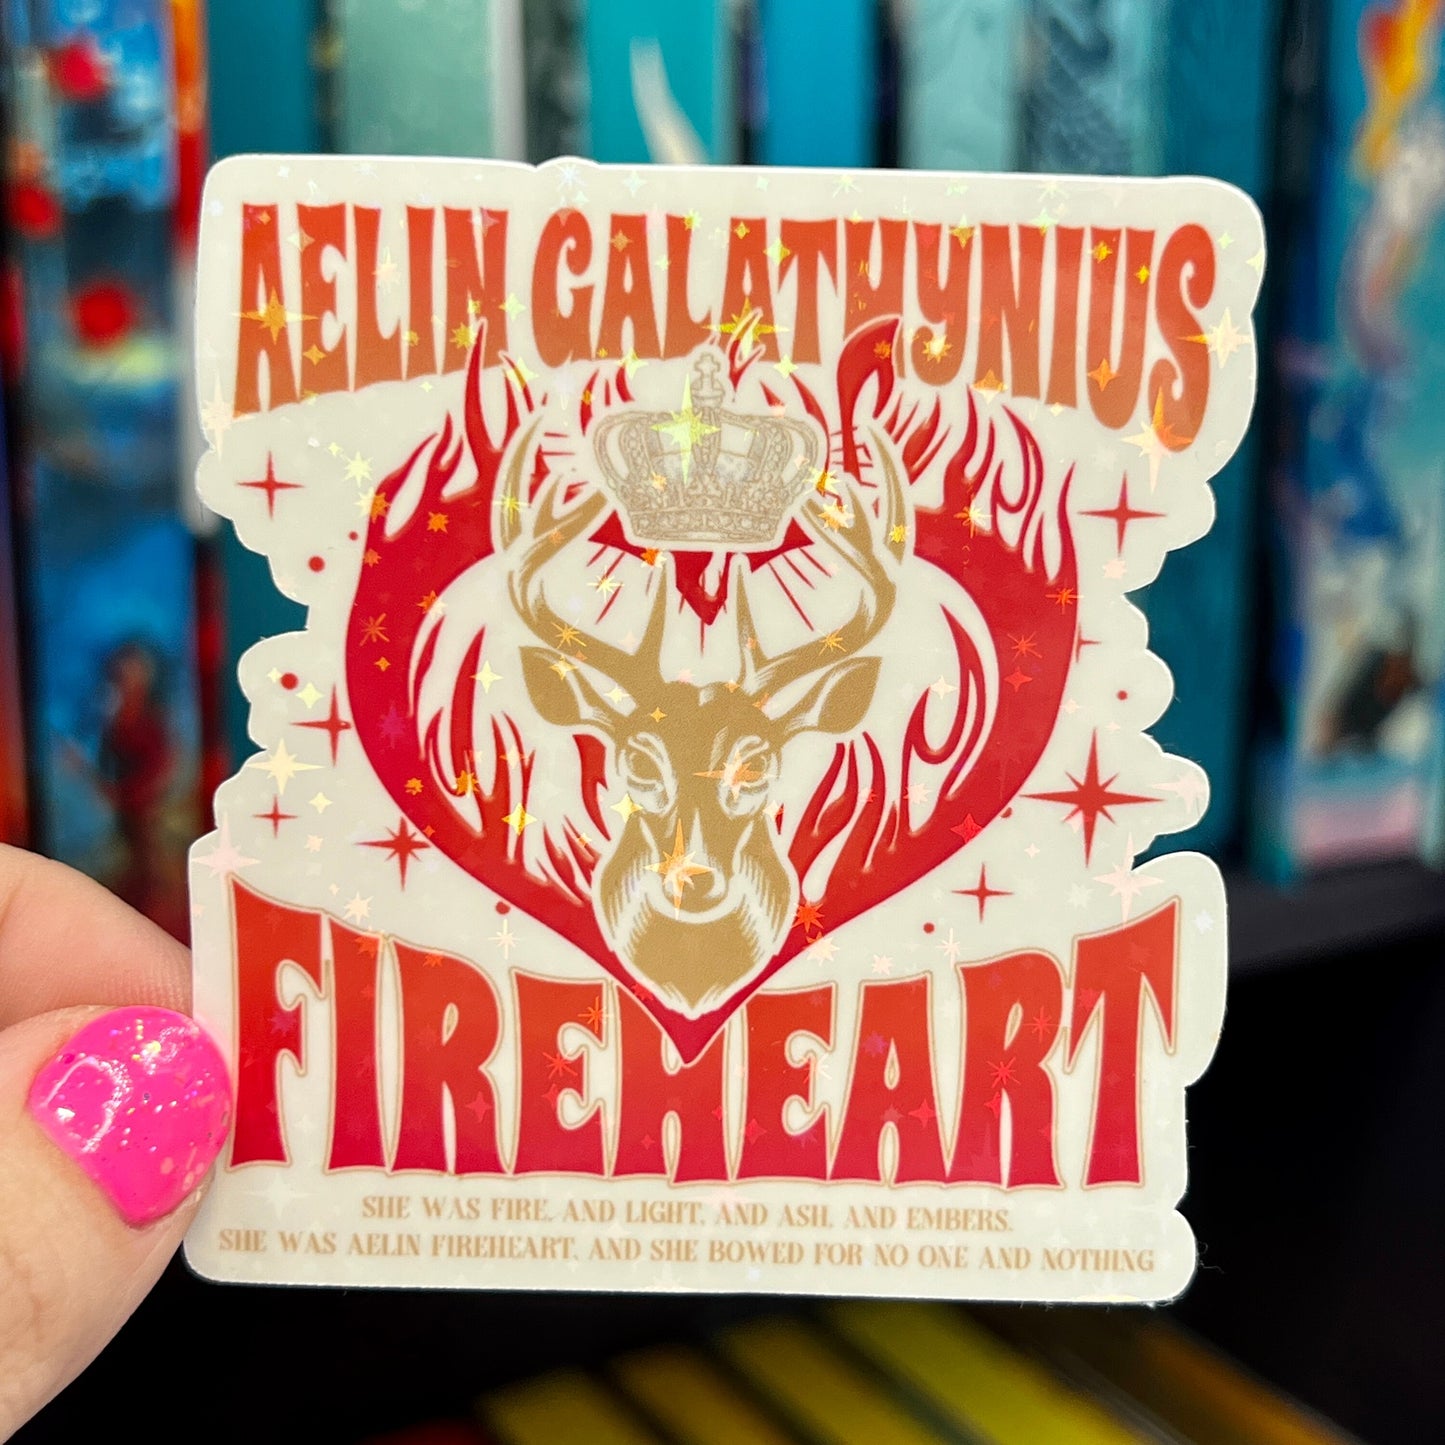 AELIN GALATHYNIUS
FIREHEART
SHE WAS FIRE, AND LIGHT, AND ASH, AND EMBERS.
SHE WAS AELIN FIREHEART, AND SHE BOWED FOR NO ONE AND NOTHING